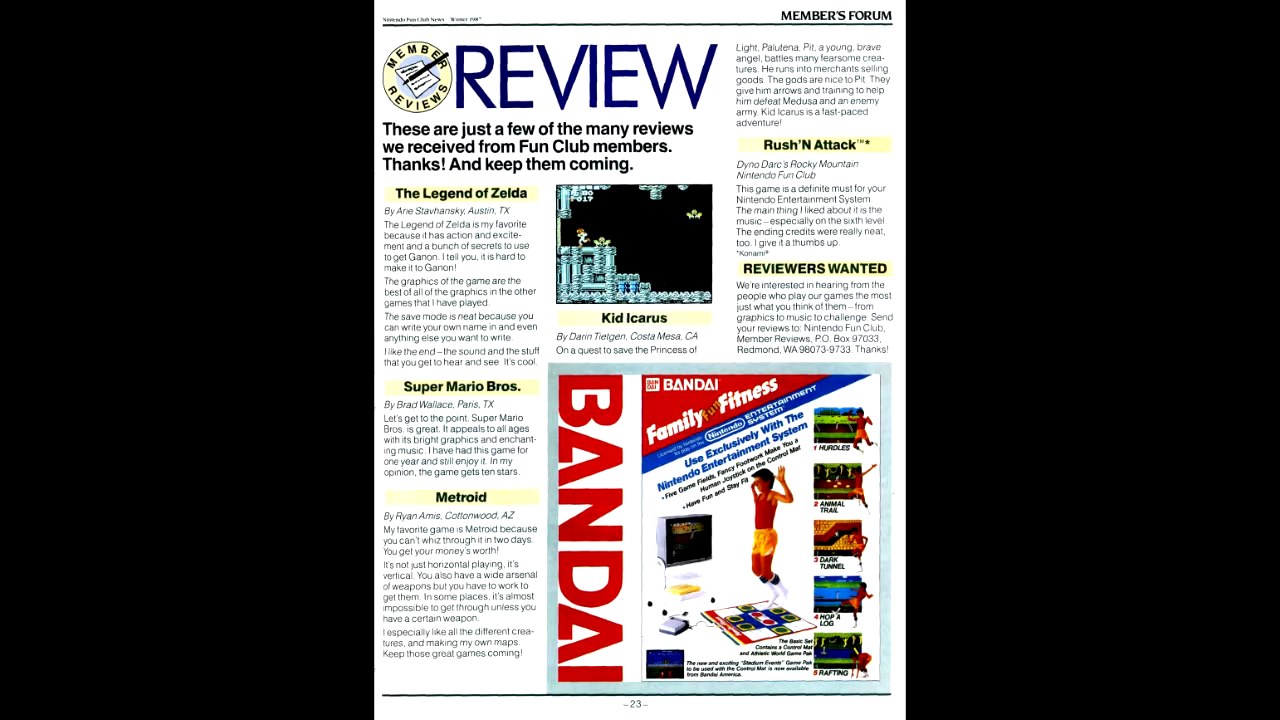 Nintendo Fun Club News Winter 1987
MEMBER'S FORUM
MEMBER
REVIEWS
REVIEW
These are just a few of the many reviews
we received from Fun Club members.
Thanks! And keep them coming.
The Legend of Zelda
By Arie Stavhansky, Austin, TX
The Legend of Zelda is my favorite
because it has action and excite-
ment and a bunch of secrets to use
to get Ganon. I tell you, it is hard to
make it to Ganon!
The graphics of the game are the
best of all of the graphics in the other
games that I have played.
The save mode is neat because you
can write your own name in and even
anything else you want to write.
I like the end – the sound and the stuff
that you get to hear and see. It's cool.
Super Mario Bros.
By Brad Wallace, Paris, TX
Let's get to the point. Super Mario
Bros. is great. It appeals to all ages
with its bright graphics and enchant-
ing music. I have had this game for
one year and still enjoy it. In my
opinion, the game gets ten stars.
Metroid
By Ryan Amis, Cottonwood, AZ
My favorite game is Metroid because
you can't whiz through it in two days.
You get your money's worth!
It's not just horizontal playing, it's
vertical. You also have a wide arsenal
of weapons but you have to work to
get them. In some places, it's almost
impossible to get through unless you
have a certain weapon.
I especially like all the different crea-
tures, and making my own maps.
Keep those great games coming!
Kid Icarus
By Darin Tietgen, Costa Mesa, CA
On a quest to save the Princess of
Light, Palutena, Pit, a young, brave
angel, battles many fearsome crea-
tures. He runs into merchants selling
goods. The gods are nice to Pit. They
give him arrows and training to help
him defeat Medusa and an enemy
army. Kid Icarus is a fast-paced
adventure!
Rush'N Attack™*
Dyno Darc's Rocky Mountain
Nintendo Fun Club
This game is a definite must for your
Nintendo Entertainment System.
The main thing I liked about it is the
music – especially on the sixth level.
The ending credits were really neat,
too. I give it a thumbs up.
*Konami®
REVIEWERS WANTED
We're interested in hearing from the
people who play our games the most
just what you think of them – from
graphics to music to challenge. Send
your reviews to: Nintendo Fun Club,
Member Reviews, P.O. Box 97033,
Redmond, WA 98073-9733. Thanks!
BANDAI
BAN
DAI
BANDAI
Family Fun Fitness
Licensed by Nintendo
for play on the
Nintendo
ENTERTAINMENT
SYSTEM
Use Exclusively With The
Nintendo Entertainment System
• Five Game Fields, Fancy Footwork Make You a
Human Joystick on the Control Mat
• Have Fun and Stay Fit
1 HURDLES
2 ANIMAL
TRAIL
3 DARK
TUNNEL
4 HOP A
LOG
5 RAFTING
The Basic Set
Contains a Control Mat
and Athletic World Game Pak
The new and exciting "Stadium Events" Game Pak
to be used with the Control Mat is now available
from Bandai America.
–23–